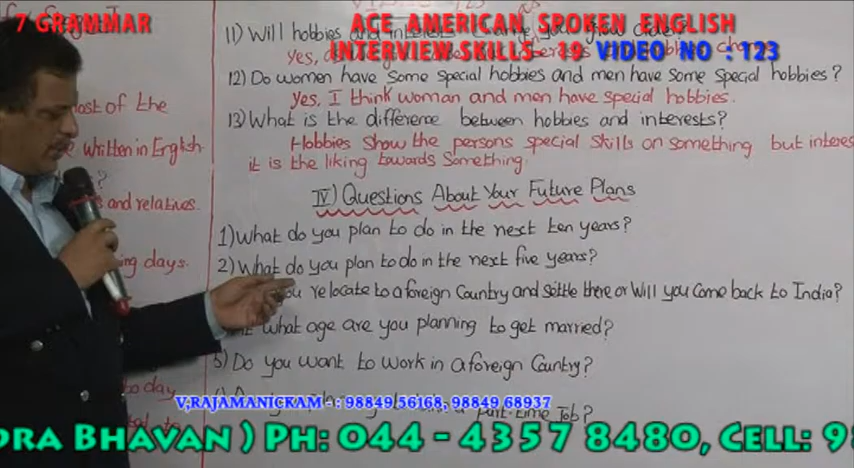 7 GRAMMAR
ACE AMERICAN SPOKEN ENGLISH
INTERVIEW SKILLS - 19 VIDEO NO : 123
11) Will hobbies and interests
Yes,
12) Do women have some special hobbies and men have some special hobbies?
Yes, I think woman and men have special hobbies.
13) What is the difference between hobbies and interests?
Hobbies show the persons special skills on something but interes
it is the liking towards something.
IV) Questions About Your Future Plans
1) What do you plan to do in the next ten years?
2) What do you plan to do in the next five years?
you relocate to a foreign Country and settle there or will you come back to India?
what age are you planning to get married?
5) Do you want to work in a foreign Country?
part-time Job?
most of the
written in English
?
and relatives.
days.
to day
V,RAJAMANICKAM - : 98849 56168, 98849 68937
DRA BHAVAN ) PH: 044 - 4357 8480, CELL: 98